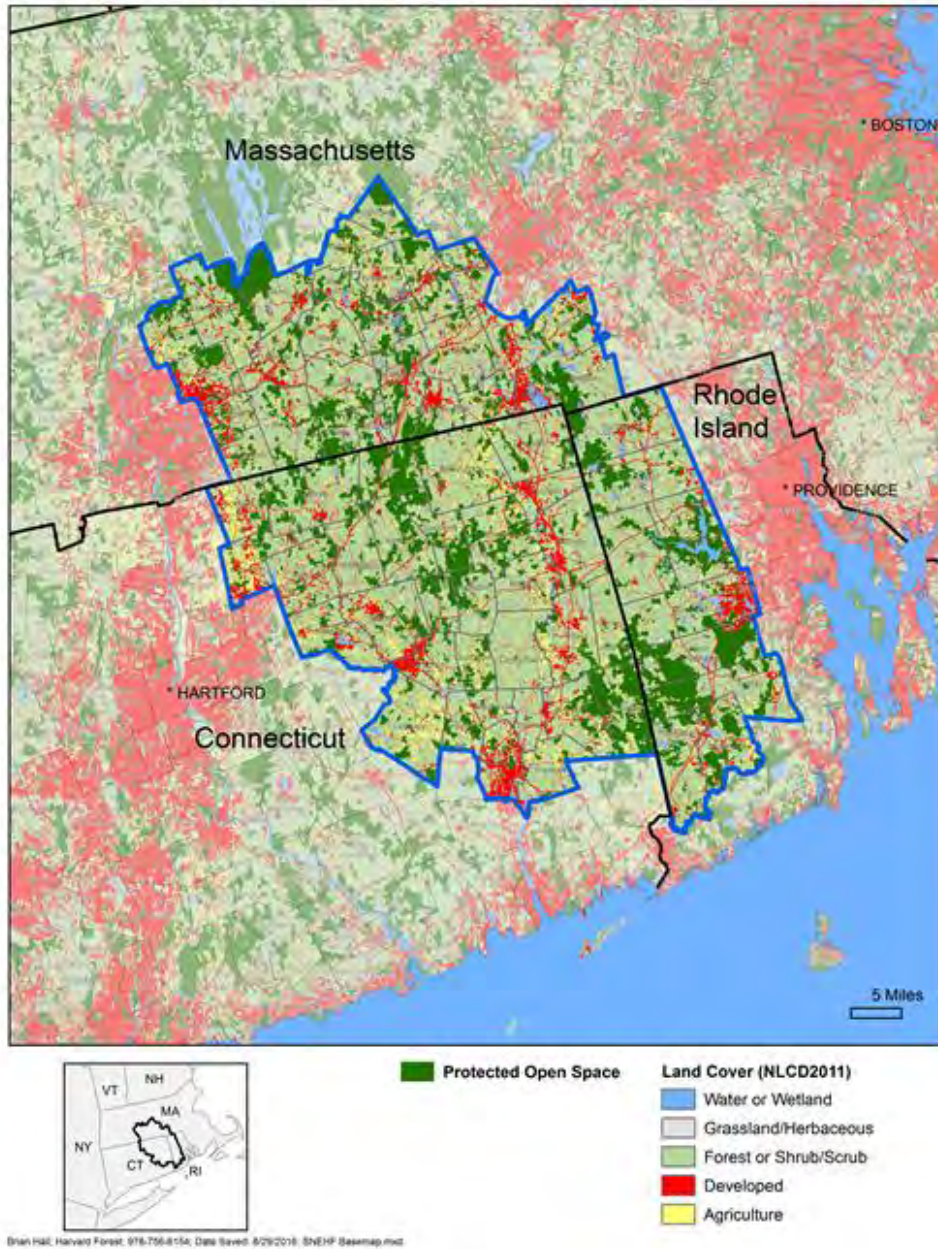 * BOSTON
Massachusetts
Rhode
Island
* PROVIDENCE
* HARTFORD
Connecticut
5 Miles
VT
NH
MA
NY
CT
RI
Protected Open Space
Land Cover (NLCD2011)
Water or Wetland
Grassland/Herbaceous
Forest or Shrub/Scrub
Developed
Agriculture
Brian Hall; Harvard Forest; 978-756-6154; Date Saved: 8/29/2016; SNEHF Basemap.mxd